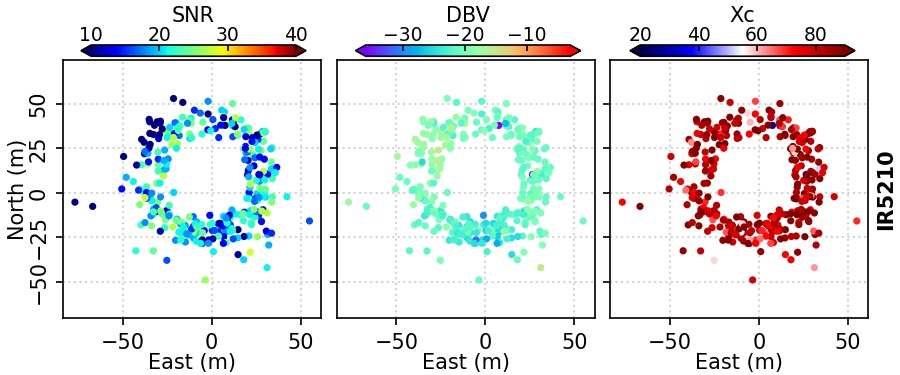 SNR DBV Xc
10 20 30 40 −30 −20 −10 20 40 60 80
50
25
0
−25
−50
North (m)
−50 0 50 −50 0 50 −50 0 50
East (m) East (m) East (m)
IR5210